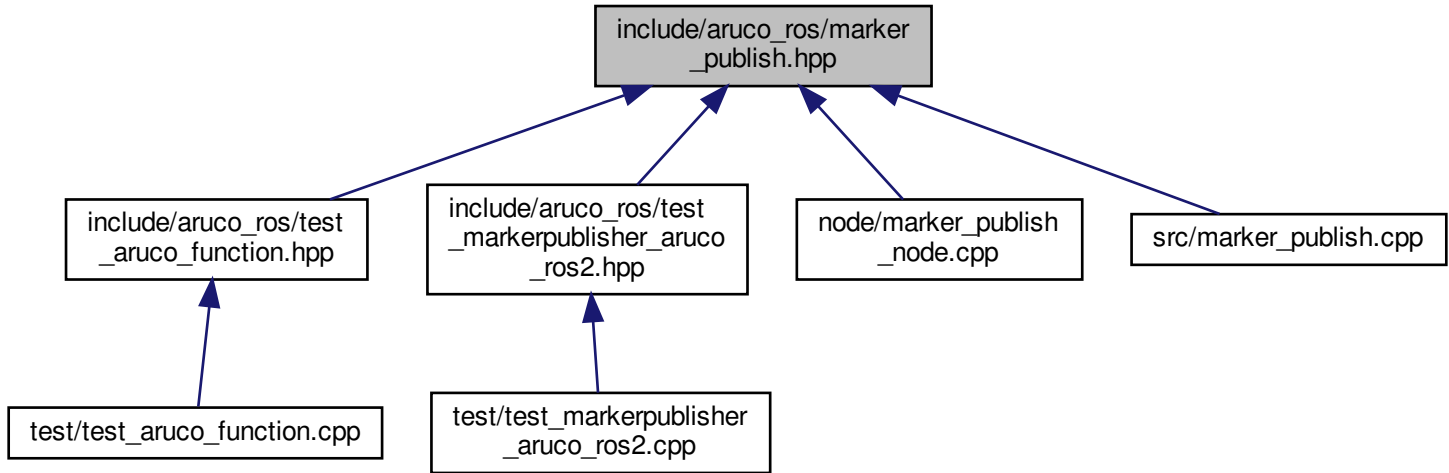 include/aruco_ros/marker
_publish.hpp
include/aruco_ros/test
_aruco_function.hpp
include/aruco_ros/test
_markerpublisher_aruco
_ros2.hpp
node/marker_publish
_node.cpp
src/marker_publish.cpp
test/test_aruco_function.cpp
test/test_markerpublisher
_aruco_ros2.cpp